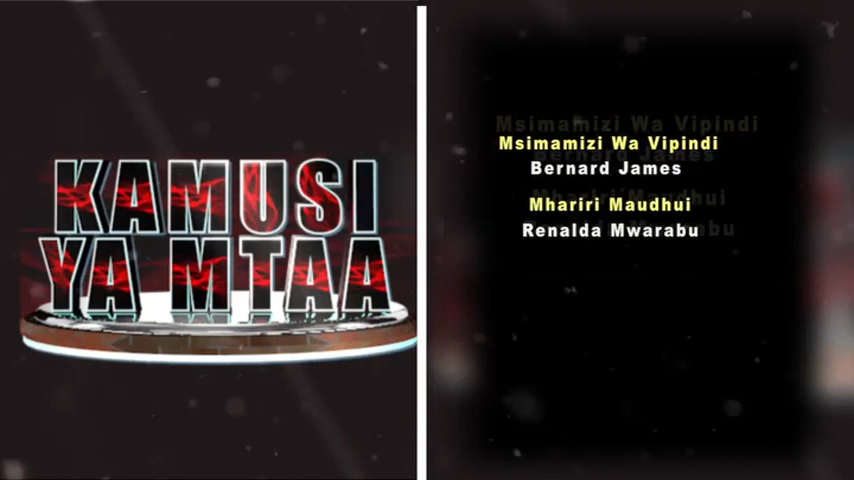 KAMUSI
YA MTAA
Msimamizi Wa Vipindi
Bernard James
Mhariri Maudhui
Renalda Mwarabu